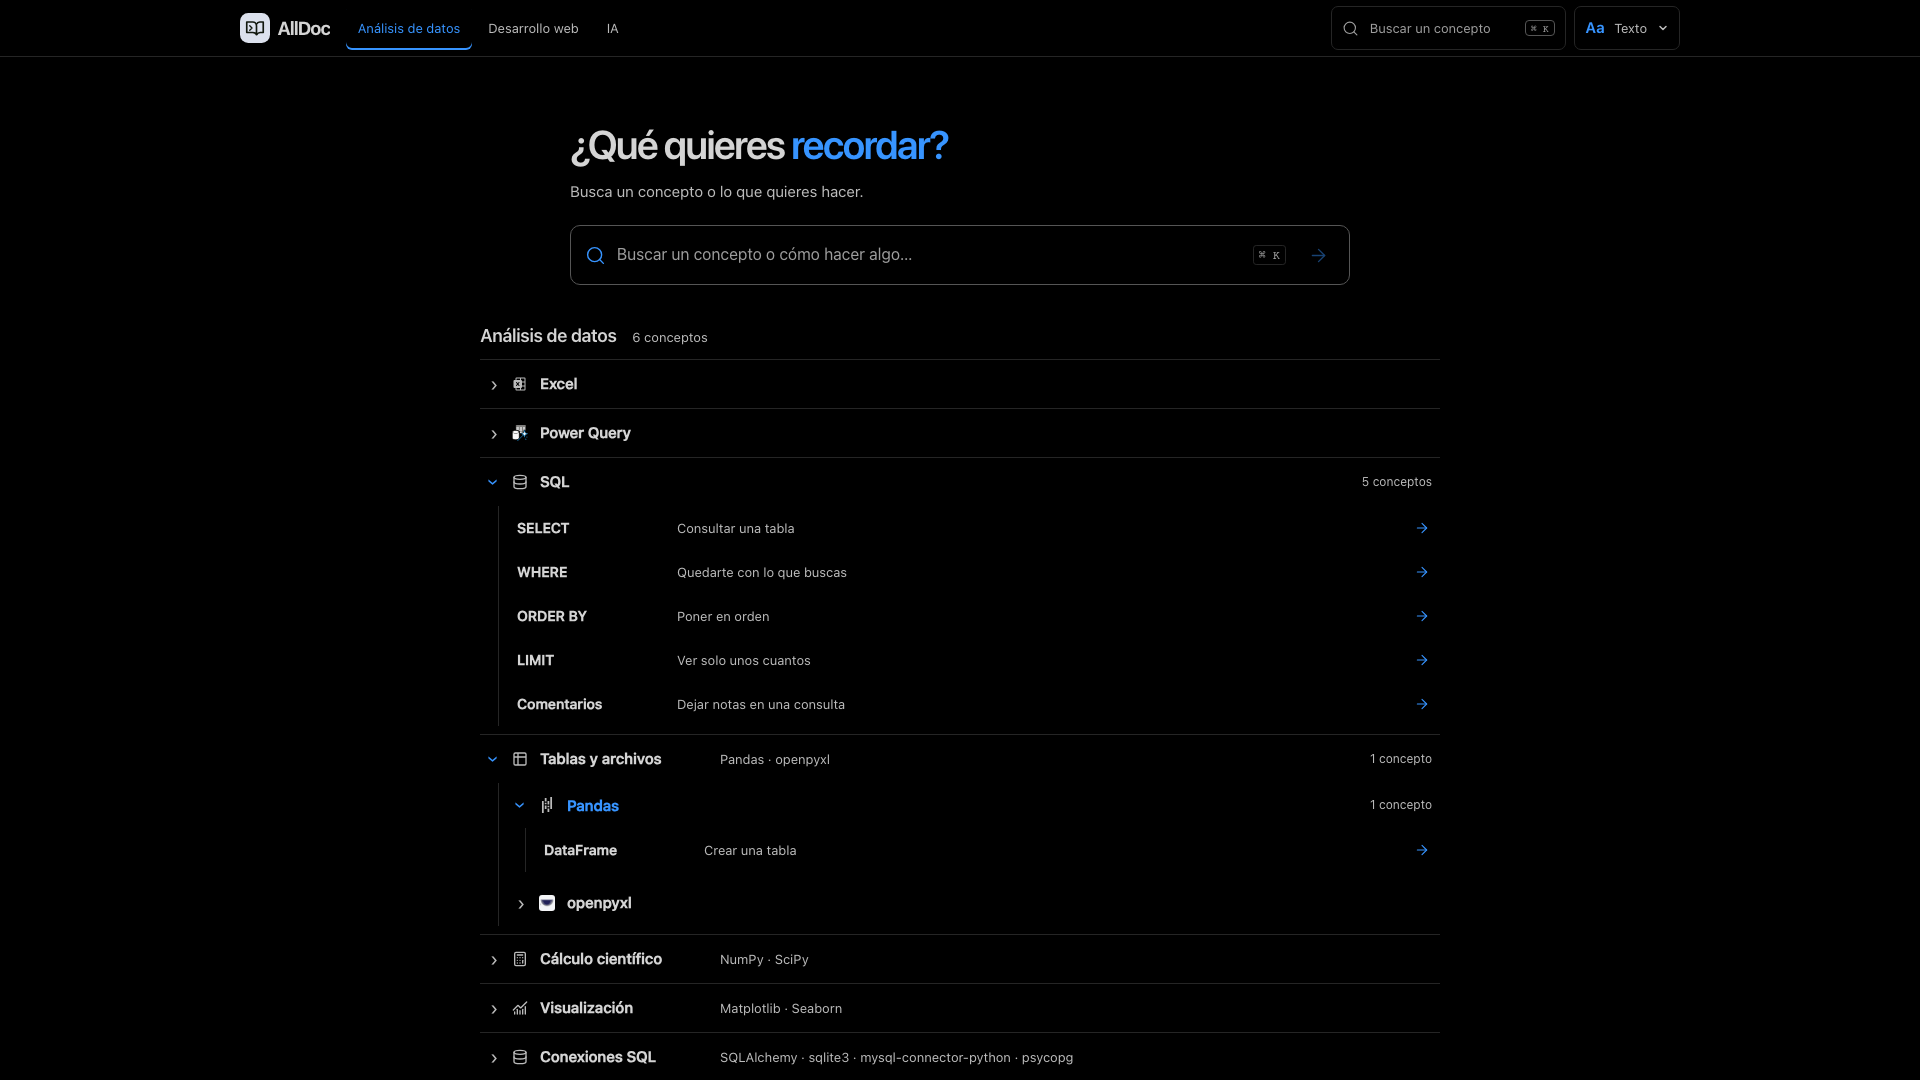 AllDoc
Análisis de datos
Desarrollo web
IA
Buscar un concepto
⌘ K
Aa Texto
¿Qué quieres recordar?
Busca un concepto o lo que quieres hacer.
Buscar un concepto o cómo hacer algo...
⌘ K
Análisis de datos 6 conceptos
Excel
Power Query
SQL 5 conceptos
SELECT Consultar una tabla
WHERE Quedarte con lo que buscas
ORDER BY Poner en orden
LIMIT Ver solo unos cuantos
Comentarios Dejar notas en una consulta
Tablas y archivos Pandas · openpyxl 1 concepto
Pandas 1 concepto
DataFrame Crear una tabla
openpyxl
Cálculo científico NumPy · SciPy
Visualización Matplotlib · Seaborn
Conexiones SQL SQLAlchemy · sqlite3 · mysql-connector-python · psycopg